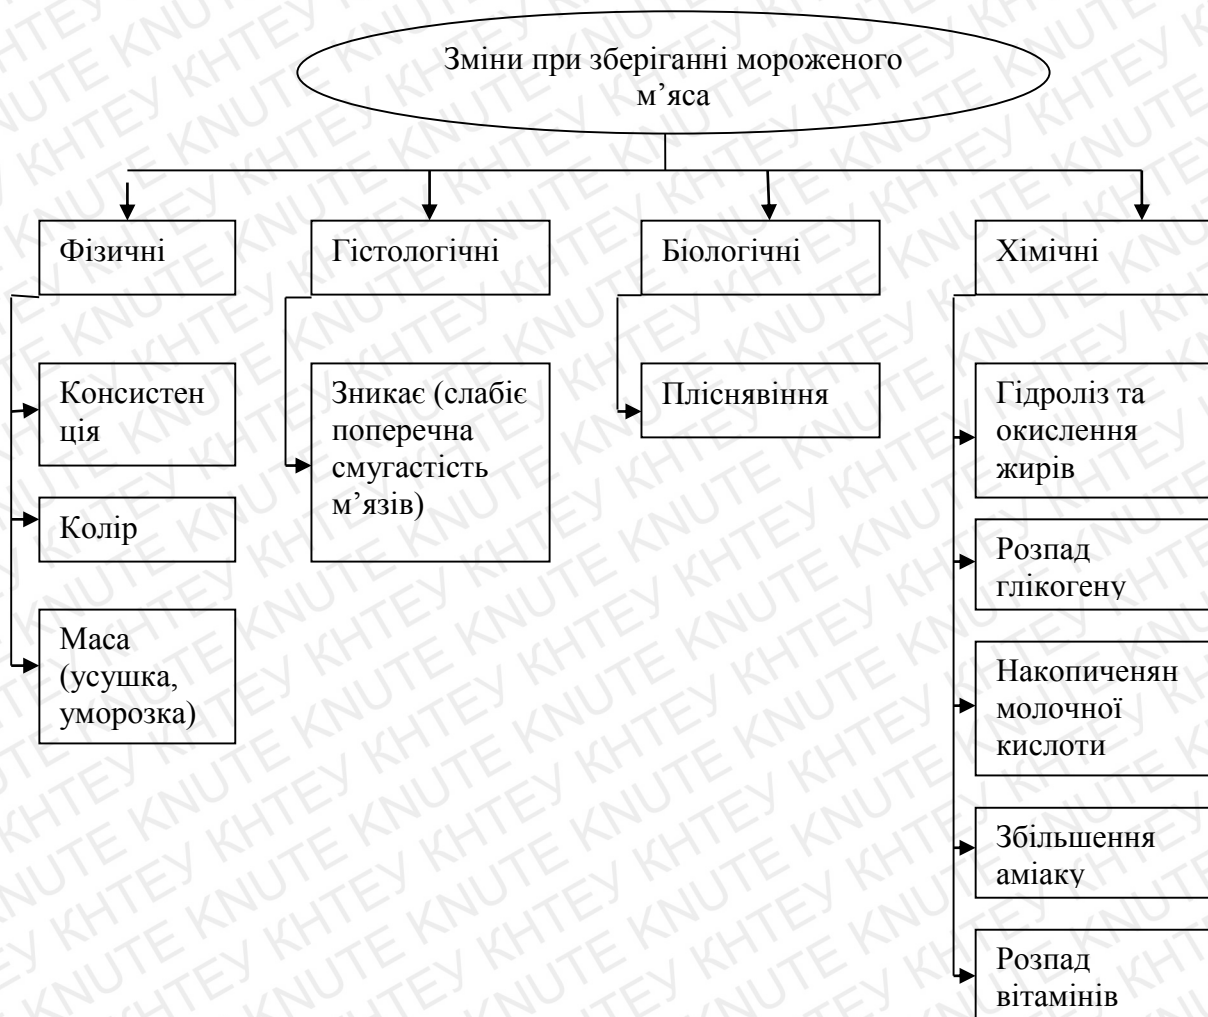 Зміни при зберіганні мороженого
м’яса
Фізичні
Гістологічні
Біологічні
Хімічні
Консистен
ція
Колір
Маса
(усушка,
уморозка)
Зникає (слабіє
поперечна
смугастість
м’язів)
Пліснявіння
Гідроліз та
окислення
жирів
Розпад
глікогену
Накопиченян
молочної
кислоти
Збільшення
аміаку
Розпад
вітамінів